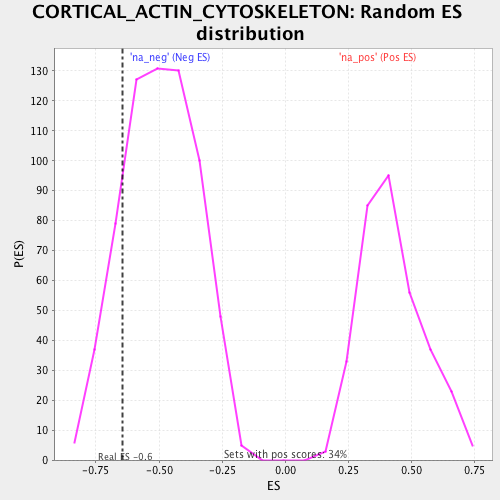 CORTICAL_ACTIN_CYTOSKELETON: Random ES
distribution
'na_neg' (Neg ES)
'na_pos' (Pos ES)
130
120
110
100
90
80
70
60
50
40
30
20
10
0
P(ES)
Real ES -0.6
Sets with pos scores: 34%
-0.75 -0.50 -0.25 0.00 0.25 0.50 0.75
ES